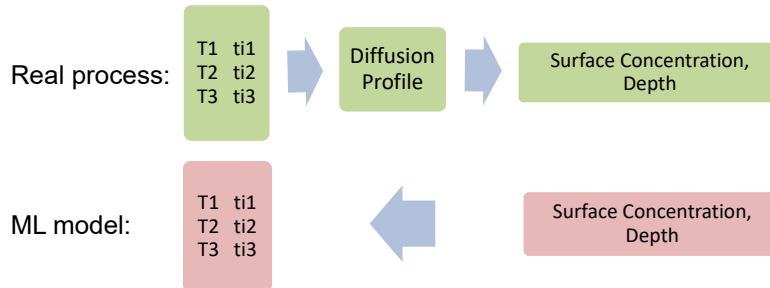 Real process:
T1 ti1
T2 ti2
T3 ti3
Diffusion
Profile
Surface Concentration,
Depth
ML model:
T1 ti1
T2 ti2
T3 ti3
Surface Concentration,
Depth